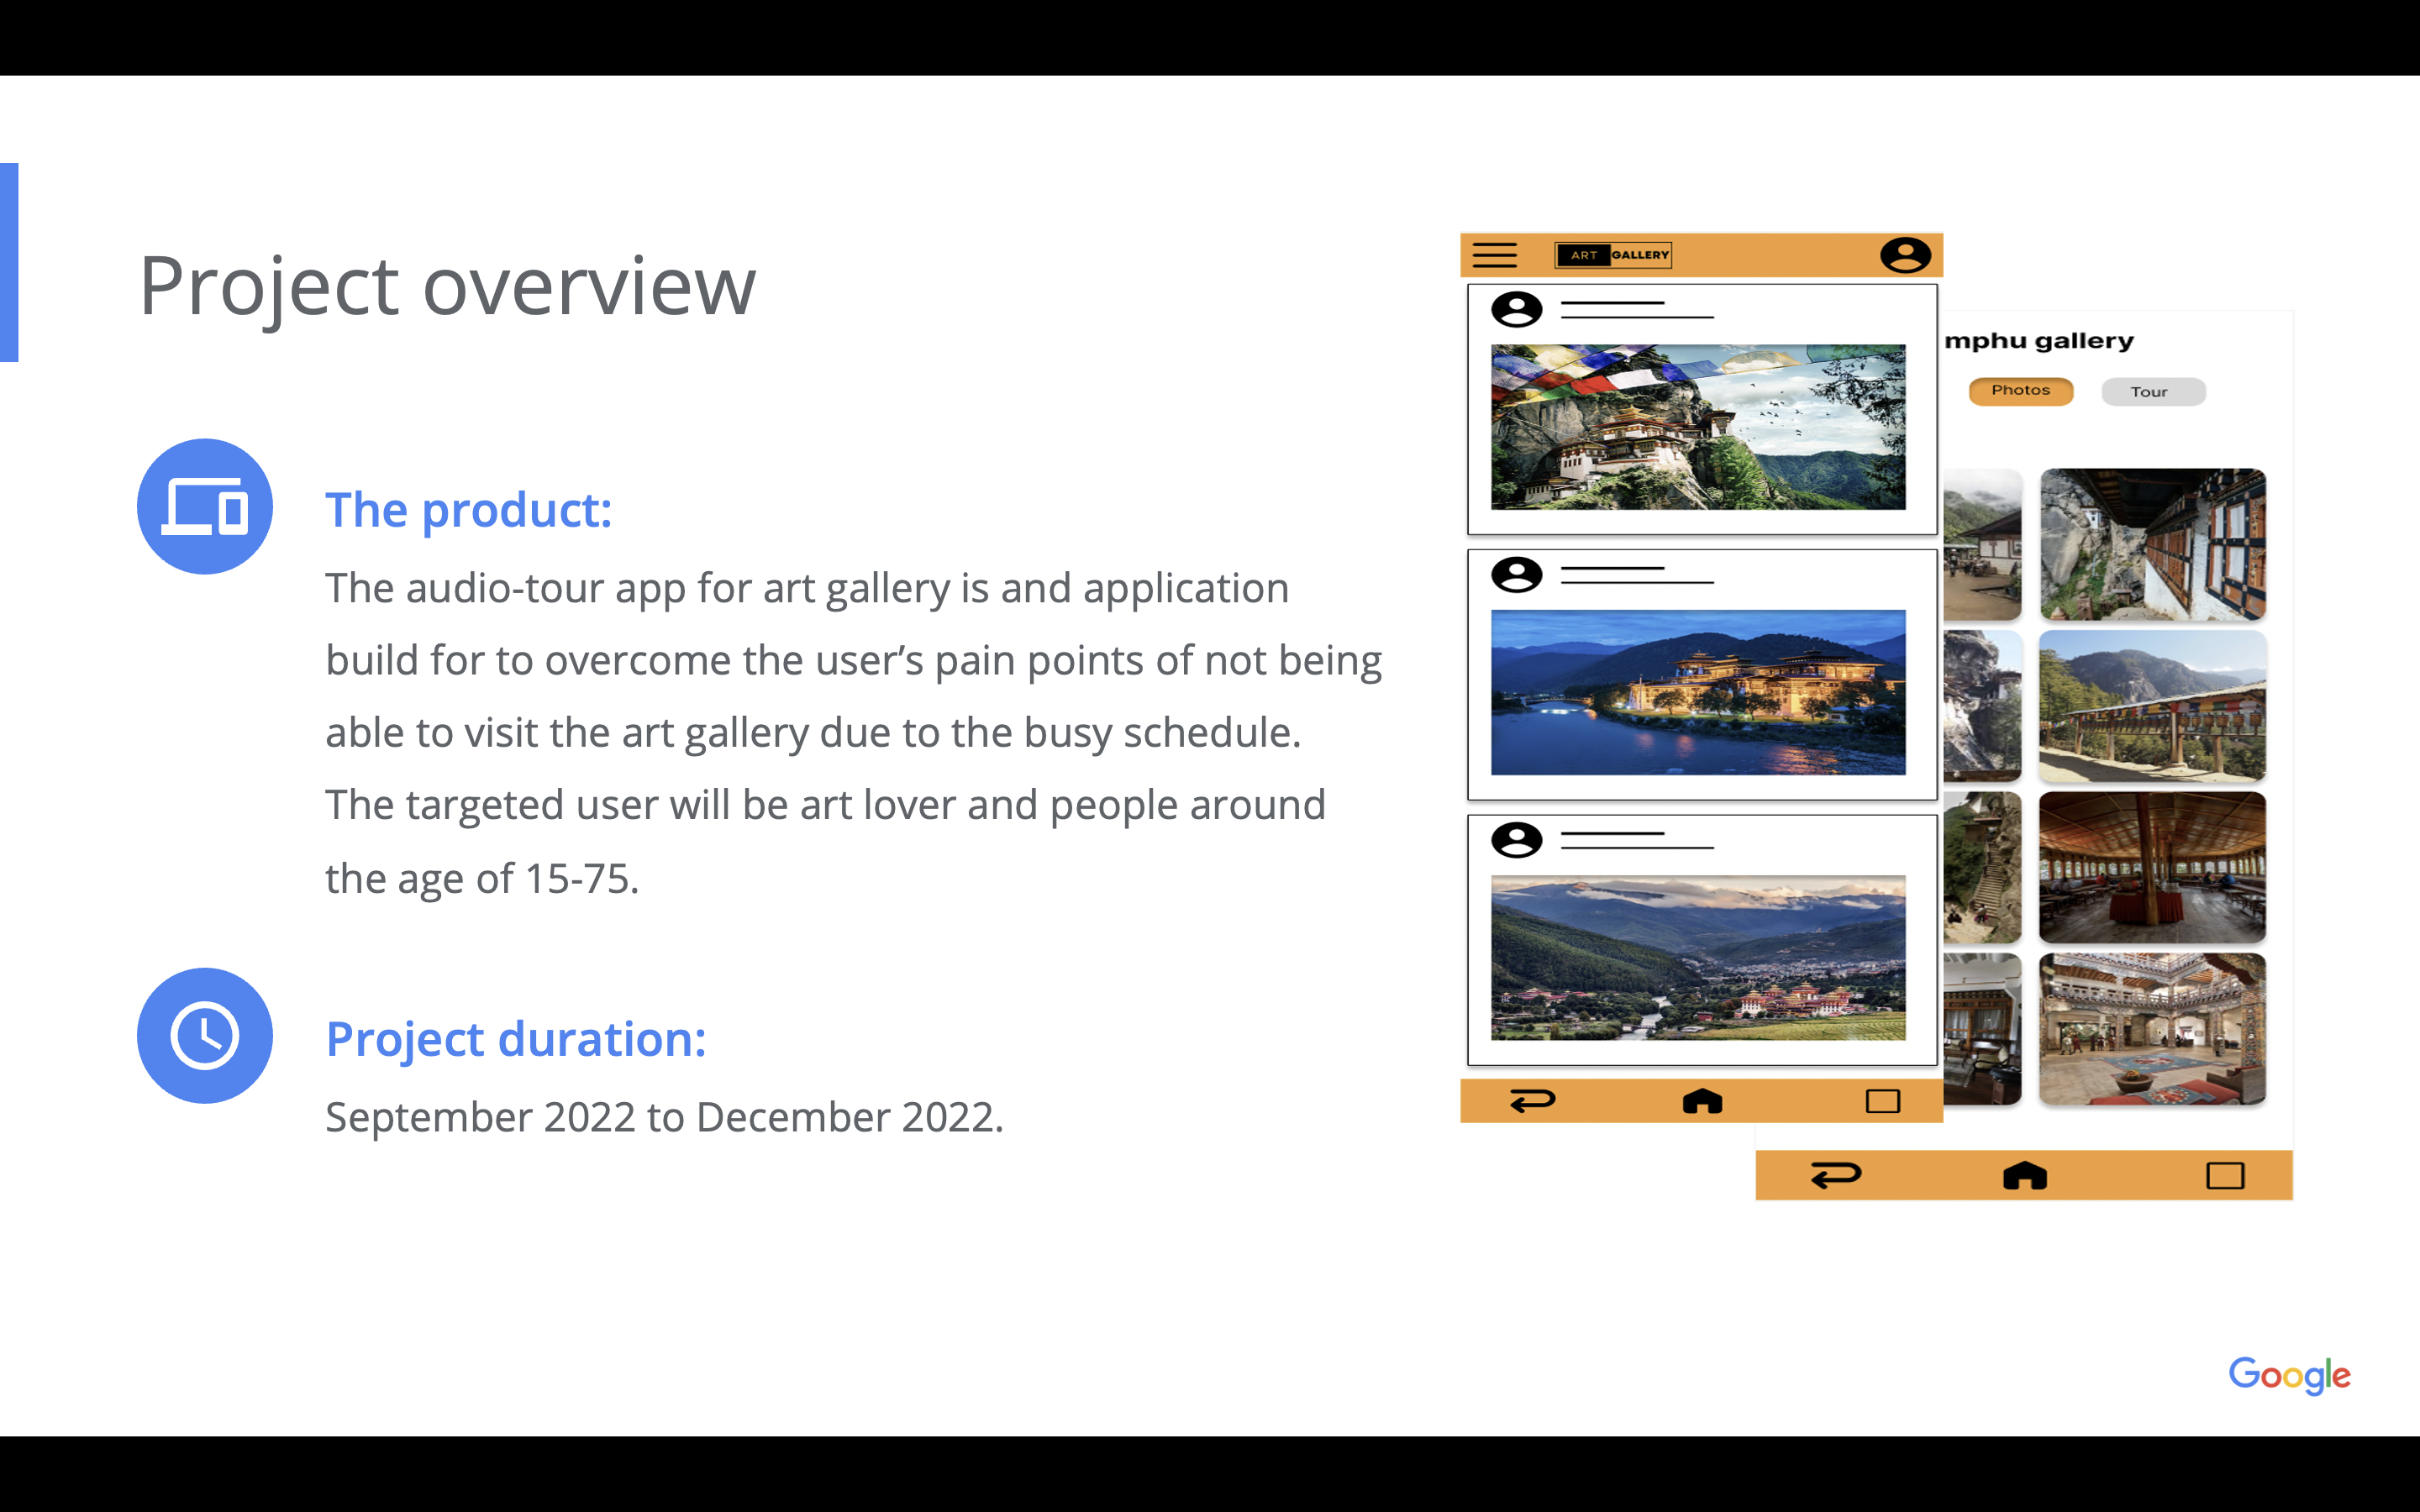 Project overview
The product:
The audio-tour app for art gallery is and application
build for to overcome the user’s pain points of not being
able to visit the art gallery due to the busy schedule.
The targeted user will be art lover and people around
the age of 15-75.
Project duration:
September 2022 to December 2022.
ART GALLERY
mphu gallery
Photos Tour
Google